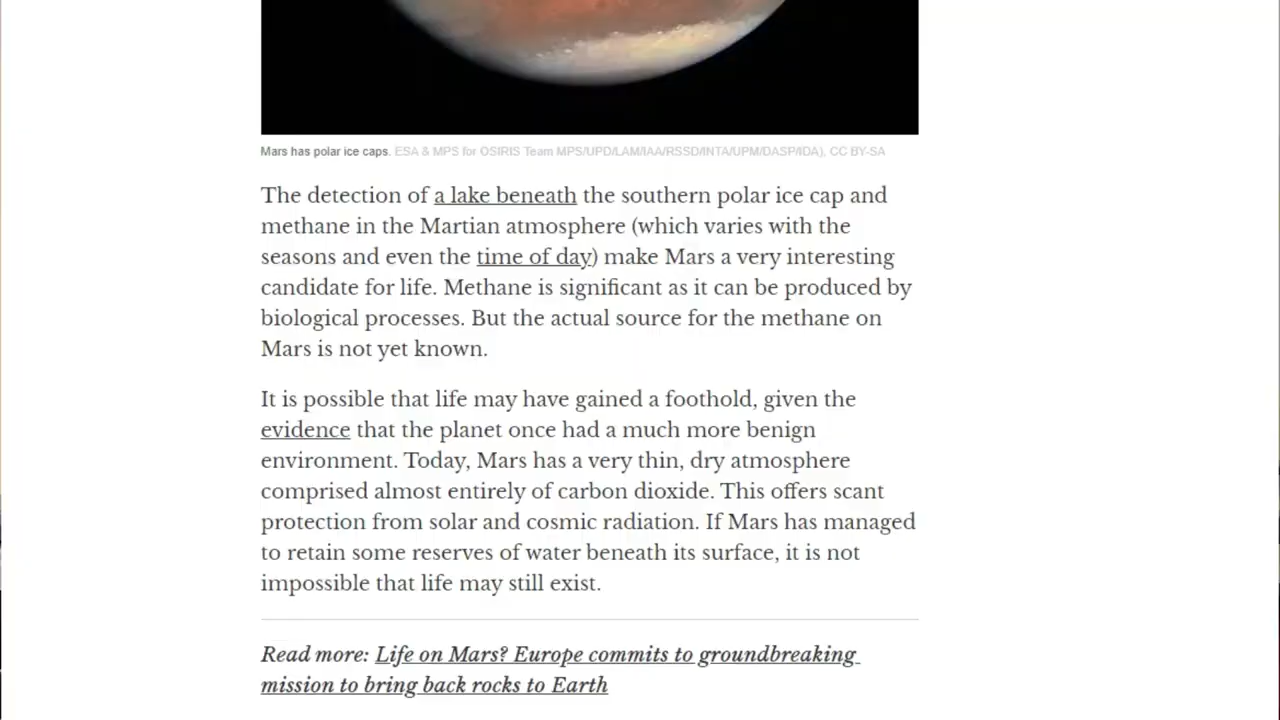 Mars has polar ice caps. ESA & MPS for OSIRIS Team MPS/UPD/LAM/IAA/RSSD/INTA/UPM/DASP/IDA), CC BY-SA
The detection of a lake beneath the southern polar ice cap and
methane in the Martian atmosphere (which varies with the
seasons and even the time of day) make Mars a very interesting
candidate for life. Methane is significant as it can be produced by
biological processes. But the actual source for the methane on
Mars is not yet known.
It is possible that life may have gained a foothold, given the
evidence that the planet once had a much more benign
environment. Today, Mars has a very thin, dry atmosphere
comprised almost entirely of carbon dioxide. This offers scant
protection from solar and cosmic radiation. If Mars has managed
to retain some reserves of water beneath its surface, it is not
impossible that life may still exist.
Read more: Life on Mars? Europe commits to groundbreaking
mission to bring back rocks to Earth